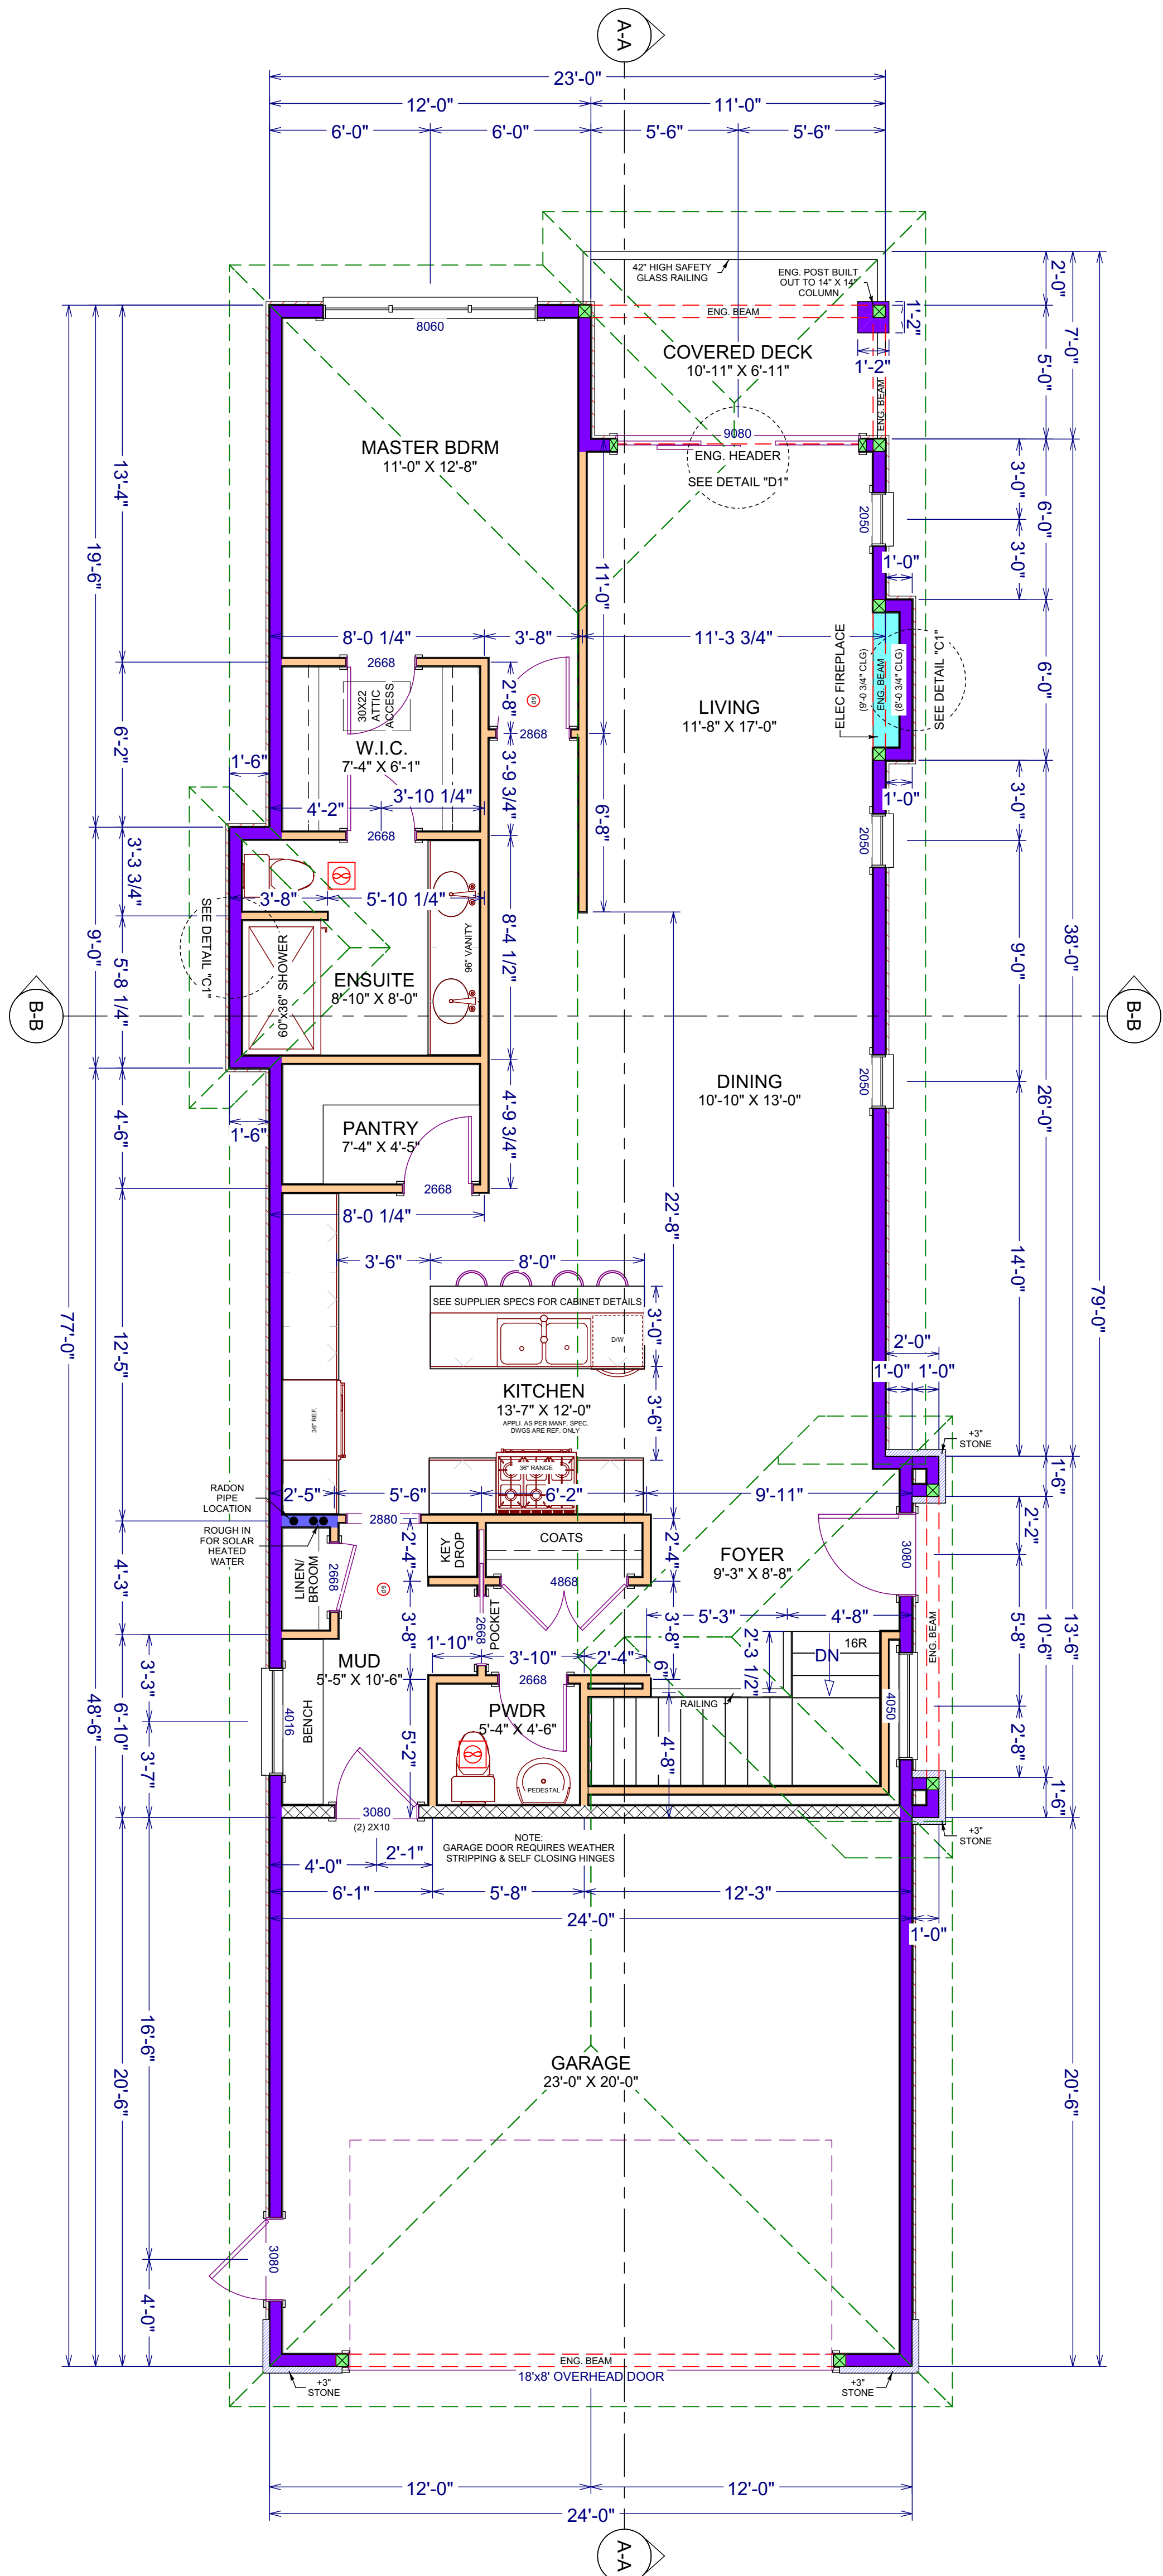 A-A
23'-0"
12'-0"
11'-0"
6'-0"
6'-0"
5'-6"
5'-6"
42" HIGH SAFETY
GLASS RAILING
ENG. POST BUILT
OUT TO 14" X 14"
COLUMN
2'-0"
8060
ENG. BEAM
1'-2"
COVERED DECK
10'-11" X 6'-11"
1'-2"
7'-0"
5'-0"
ENG. BEAM
MASTER BDRM
11'-0" X 12'-8"
9080
ENG. HEADER
SEE DETAIL "D1"
13'-4"
19'-6"
3'-0"
6'-0"
2050
3'-0"
1'-0"
11'-0"
8'-0 1/4"
3'-8"
11'-3 3/4"
ELEC FIREPLACE
(9'-0 3/4" CLG)
ENG. BEAM
(8'-0 3/4" CLG)
SEE DETAIL "C1"
6'-0"
2668
30X22
ATTIC
ACCESS
2'-8"
SD
LIVING
11'-8" X 17'-0"
2868
W.I.C.
7'-4" X 6'-1"
6'-2"
1'-6"
3'-9 3/4"
1'-0"
3'-0"
4'-2"
3'-10 1/4"
6'-8"
2668
2050
3'-3 3/4"
3'-8"
5'-10 1/4"
8'-4 1/2"
SEE DETAIL "C1"
9'-0"
5'-8 1/4"
60"x36" SHOWER
96" VANITY
ENSUITE
8'-10" X 8'-0"
9'-0"
38'-0"
B-B
B-B
2050
DINING
10'-10" X 13'-0"
26'-0"
4'-6"
1'-6"
PANTRY
7'-4" X 4'-5"
4'-9 3/4"
2668
8'-0 1/4"
22'-8"
14'-0"
79'-0"
77'-0"
3'-6"
8'-0"
SEE SUPPLIER SPECS FOR CABINET DETAILS
D/W
3'-0"
12'-5"
2'-0"
1'-0"
1'-0"
KITCHEN
13'-7" X 12'-0"
APPLI. AS PER MANF. SPEC.
DWGS ARE REF. ONLY
36" REF.
3'-6"
+3"
STONE
36" RANGE
1'-6"
RADON
PIPE
LOCATION
2'-5"
5'-6"
6'-2"
9'-11"
ROUGH IN
FOR SOLAR
HEATED
WATER
2880
2'-4"
KEY
DROP
COATS
2'-4"
2'-2"
4'-3"
LINEN/
BROOM
2668
SD
4868
FOYER
9'-3" X 8'-8"
3080
2668
POCKET
3'-8"
3'-8"
5'-3"
4'-8"
5'-8"
10'-6"
13'-6"
ENG. BEAM
1'-10"
3'-10"
2'-4"
2'-3 1/2"
16R
DN
MUD
5'-5" X 10'-6"
3'-3"
6'-10"
48'-6"
2668
6"
RAILING
4050
BENCH
4016
PWDR
5'-4" X 4'-6"
5'-2"
4'-8"
2'-8"
3'-7"
PEDESTAL
1'-6"
3080
(2) 2X10
NOTE:
GARAGE DOOR REQUIRES WEATHER
STRIPPING & SELF CLOSING HINGES
+3"
STONE
4'-0"
2'-1"
6'-1"
5'-8"
12'-3"
24'-0"
1'-0"
16'-6"
20'-6"
20'-6"
GARAGE
23'-0" X 20'-0"
3080
4'-0"
ENG. BEAM
18'x8' OVERHEAD DOOR
+3"
STONE
+3"
STONE
12'-0"
12'-0"
24'-0"
A-A